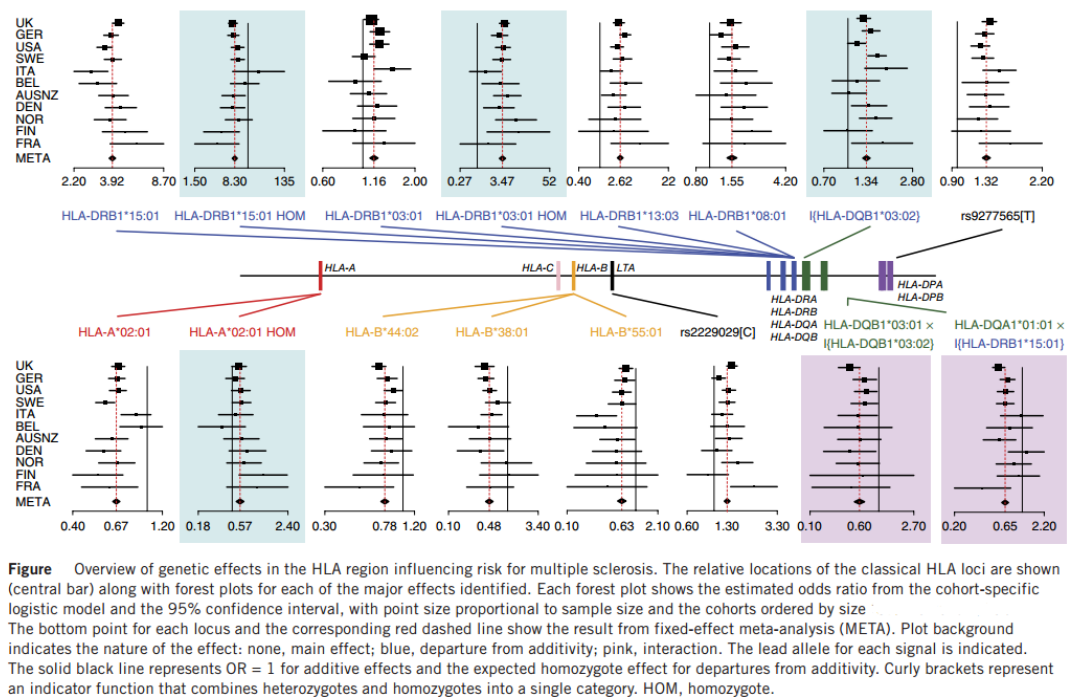 UK
GER
USA
SWE
ITA
BEL
AUSNZ
DEN
NOR
FIN
FRA
META
2.20 3.92 8.70 1.50 8.30 135 0.60 1.16 2.00 0.27 3.47 52 0.40 2.62 22 0.80 1.55 4.20 0.70 1.34 2.80 0.90 1.32 2.20
HLA-DRB1*15:01 HLA-DRB1*15:01 HOM HLA-DRB1*03:01 HLA-DRB1*03:01 HOM HLA-DRB1*13:03 HLA-DRB1*08:01 I{HLA-DQB1*03:02} rs9277565[T]
HLA-A HLA-C HLA-B LTA
HLA-DRA
HLA-DRB
HLA-DQA
HLA-DQB
HLA-DPA
HLA-DPB
HLA-A*02:01 HLA-A*02:01 HOM HLA-B*44:02 HLA-B*38:01 HLA-B*55:01 rs2229029[C]
HLA-DQB1*03:01 ×
I{HLA-DQB1*03:02}
HLA-DQA1*01:01 ×
I{HLA-DRB1*15:01}
UK
GER
USA
SWE
ITA
BEL
AUSNZ
DEN
NOR
FIN
FRA
META
0.40 0.67 1.20 0.18 0.57 2.40 0.30 0.78 1.20 0.10 0.48 3.40 0.10 0.63 2.10 0.60 1.30 3.30 0.10 0.60 2.70 0.20 0.65 2.20
Figure Overview of genetic effects in the HLA region influencing risk for multiple sclerosis. The relative locations of the classical HLA loci are shown
(central bar) along with forest plots for each of the major effects identified. Each forest plot shows the estimated odds ratio from the cohort-specific
logistic model and the 95% confidence interval, with point size proportional to sample size and the cohorts ordered by size
The bottom point for each locus and the corresponding red dashed line show the result from fixed-effect meta-analysis (META). Plot background
indicates the nature of the effect: none, main effect; blue, departure from additivity; pink, interaction. The lead allele for each signal is indicated.
The solid black line represents OR = 1 for additive effects and the expected homozygote effect for departures from additivity. Curly brackets represent
an indicator function that combines heterozygotes and homozygotes into a single category. HOM, homozygote.